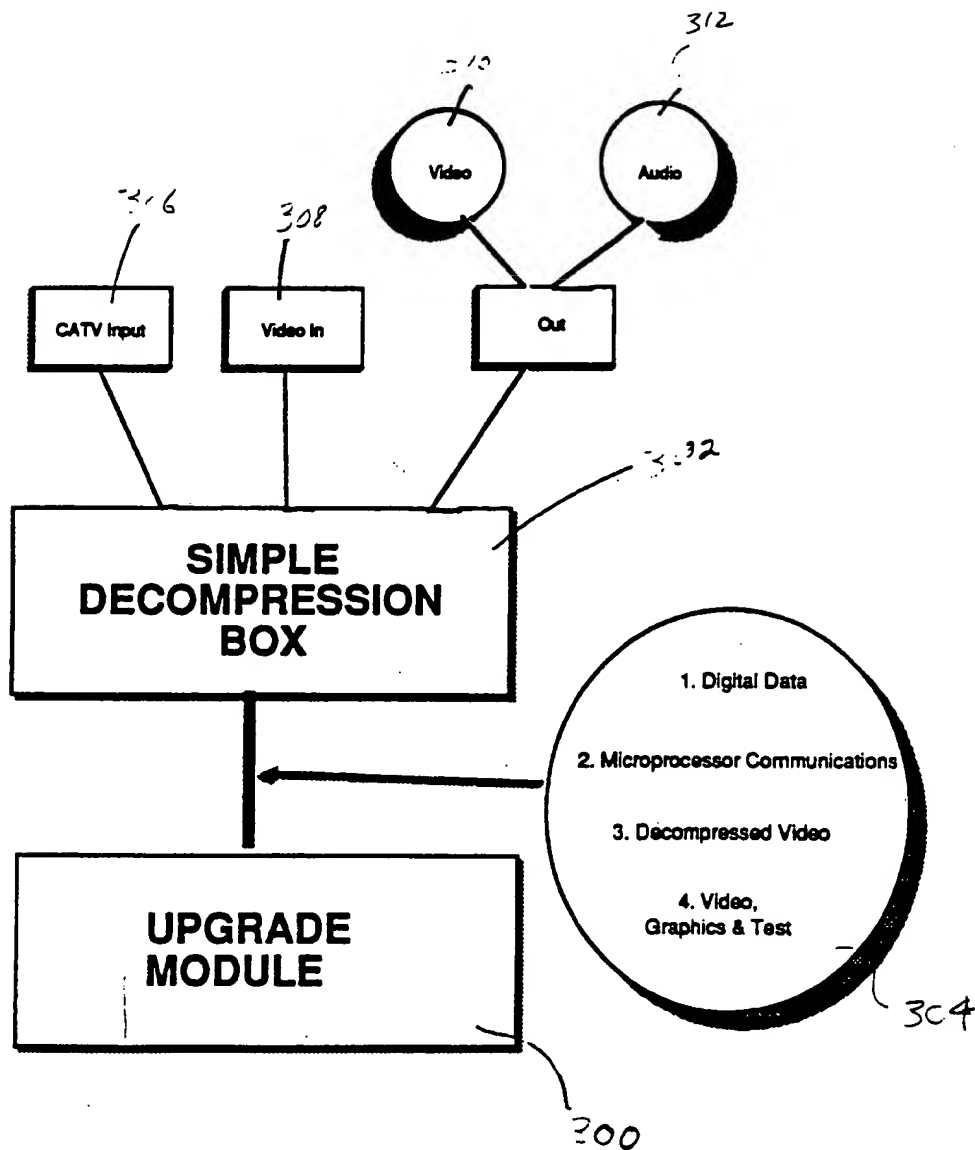 312
Video
Audio
308
CATV Input
Video In
Out
SIMPLE
DECOMPRESSION
BOX
1. Digital Data
2. Microprocessor Communications
3. Decompressed Video
4. Video,
Graphics & Test
UPGRADE
MODULE
304
300